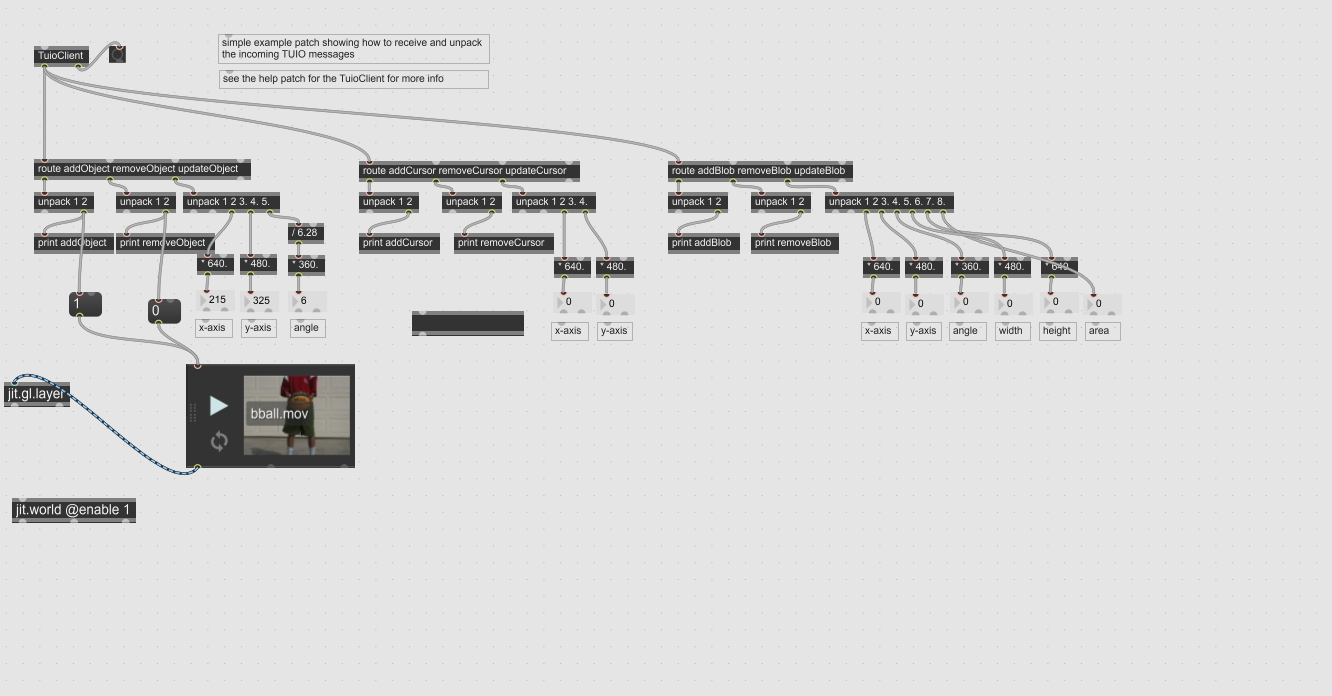 TuioClient
simple example patch showing how to receive and unpack
the incoming TUIO messages
see the help patch for the TuioClient for more info
route addObject removeObject updateObject
route addCursor removeCursor updateCursor
route addBlob removeBlob updateBlob
unpack 1 2
unpack 1 2
unpack 1 2 3. 4. 5.
unpack 1 2
unpack 1 2
unpack 1 2 3. 4.
unpack 1 2
unpack 1 2
unpack 1 2 3. 4. 5. 6. 7. 8.
/ 6.28
print addObject
print removeObject
print addCursor
print removeCursor
print addBlob
print removeBlob
* 640.
* 480.
* 360.
* 640.
* 480.
* 640.
* 480.
* 360.
* 480.
* 640.
1
0
215
325
6
0
0
0
0
0
0
0
0
x-axis
y-axis
angle
x-axis
y-axis
x-axis
y-axis
angle
width
height
area
jit.gl.layer
bball.mov
jit.world @enable 1